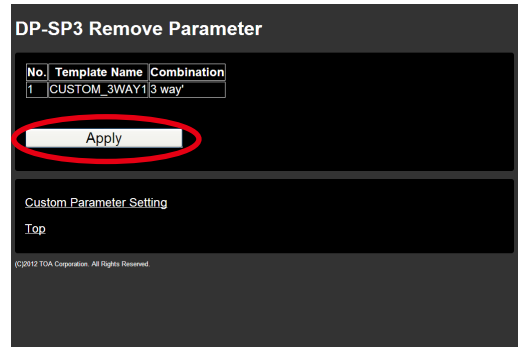 DP-SP3 Remove Parameter
No. Template Name Combination
1 CUSTOM_3WAY1 3 way'
Apply
Custom Parameter Setting
Top
(C)2012 TOA Corporation. All Rights Reserved.